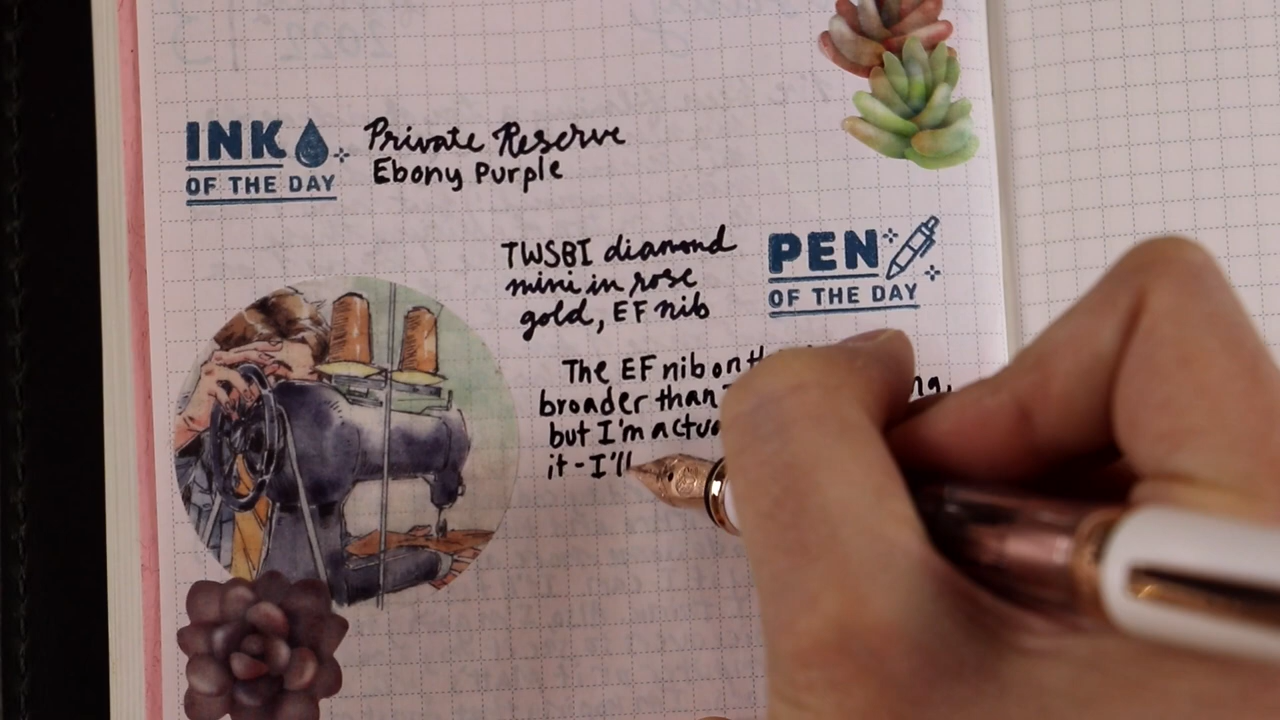 INK
OF THE DAY
Private Reserve
Ebony Purple
TWSBI diamond
mini in rose
gold, EF nib
PEN
OF THE DAY
The EF nib on
broader than
but I'm
it - I'll